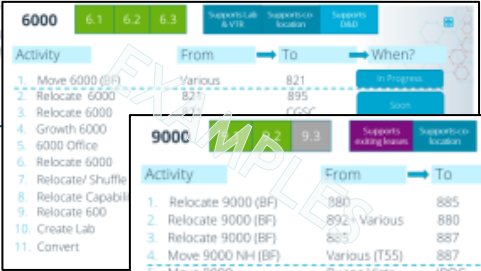 6000 6.1 6.2 6.3 Supports Lab & VTR Supports co-location Supports D&D
Activity From To When?
1. Move 6000 (BF) Various 821 In Progress
2. Relocate 6000 821 895 Soon
3. Relocate 6000 CGSC
4. Growth 6000
5. 6000 Office
6. Relocate 6000
7. Relocate/ Shuffle
8. Relocate Capabili
9. Relocate 600
10. Create Lab
11. Convert
9000 9.2 9.3 Supports exiting leases Supports co-location
Activity From To
1. Relocate 9000 (BF) 880 885
2. Relocate 9000 (BF) 892+ Various 880
3. Relocate 9000 (BF) 885 887
4. Move 9000 NH (BF) Various (T55) 887
EXAMPLES